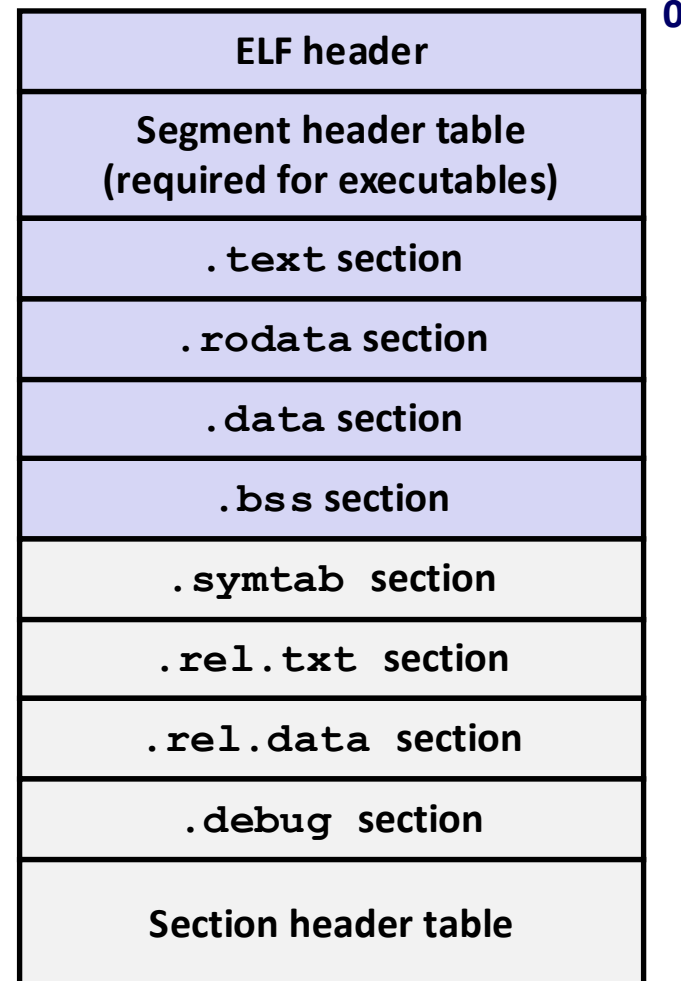 0
ELF header
Segment header table
(required for executables)
.text section
.rodata section
.data section
.bss section
.symtab section
.rel.txt section
.rel.data section
.debug section
Section header table